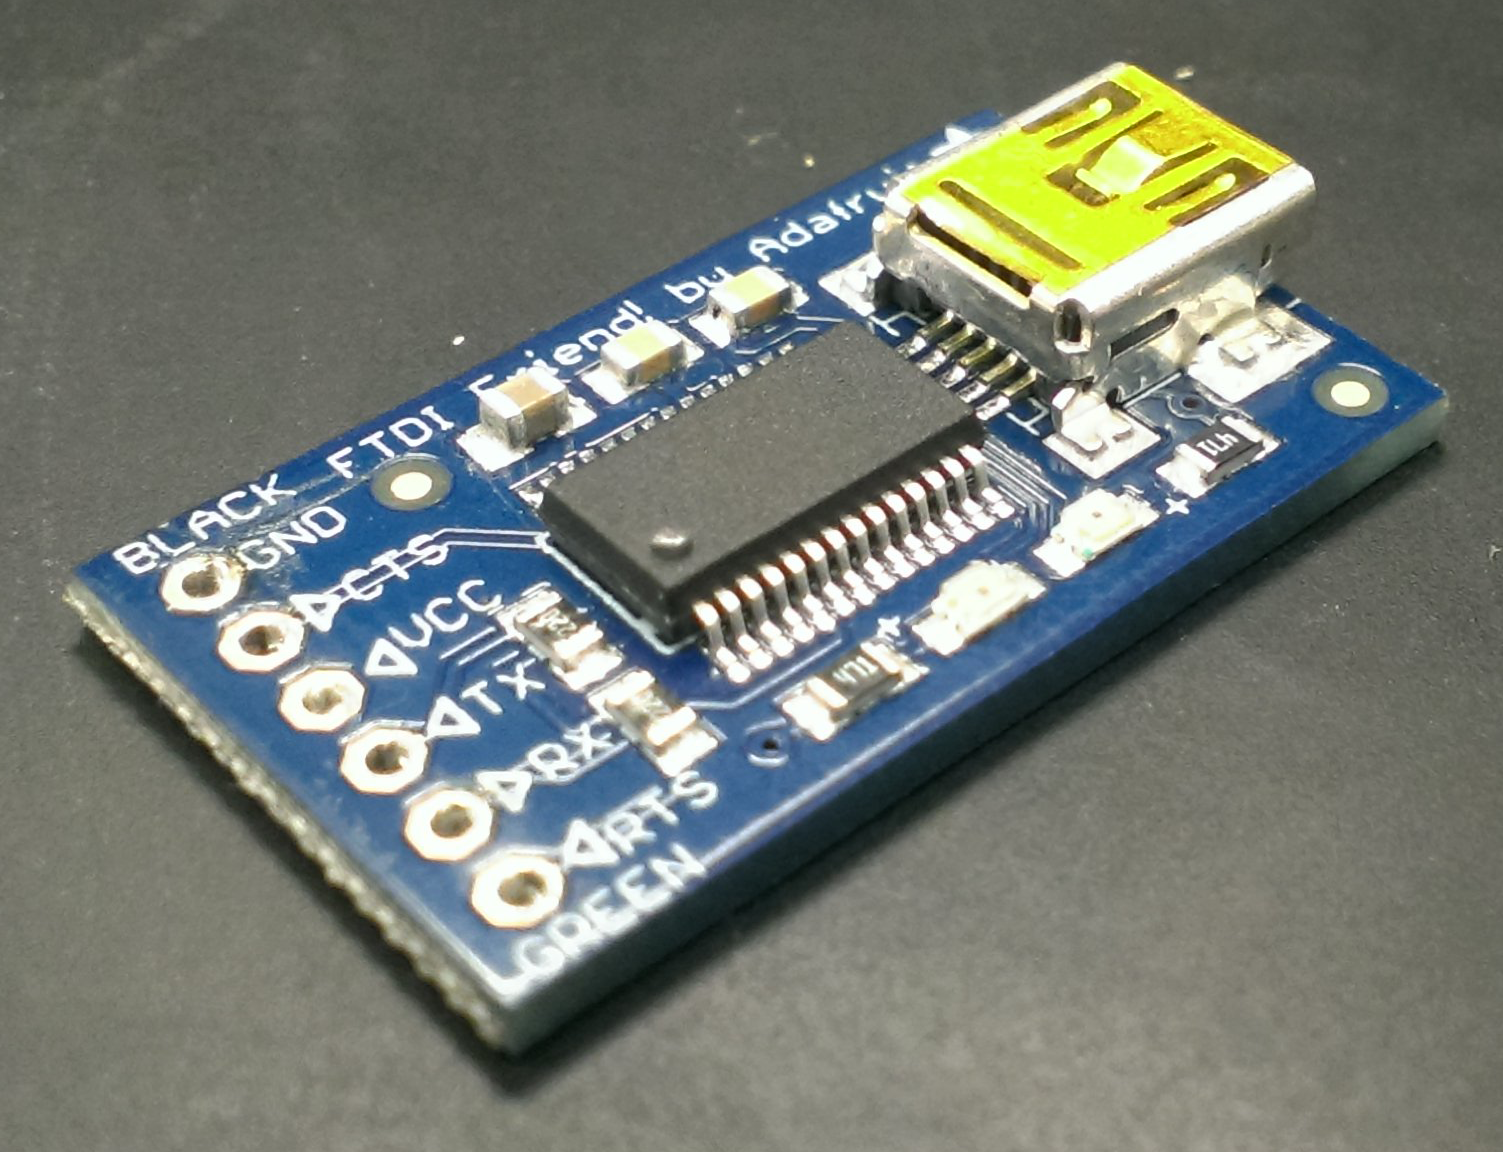 FTDI Friend! by Adafruit
BLACK
GND
CTS
VCC
TX
RX
RTS
GREEN
+
+